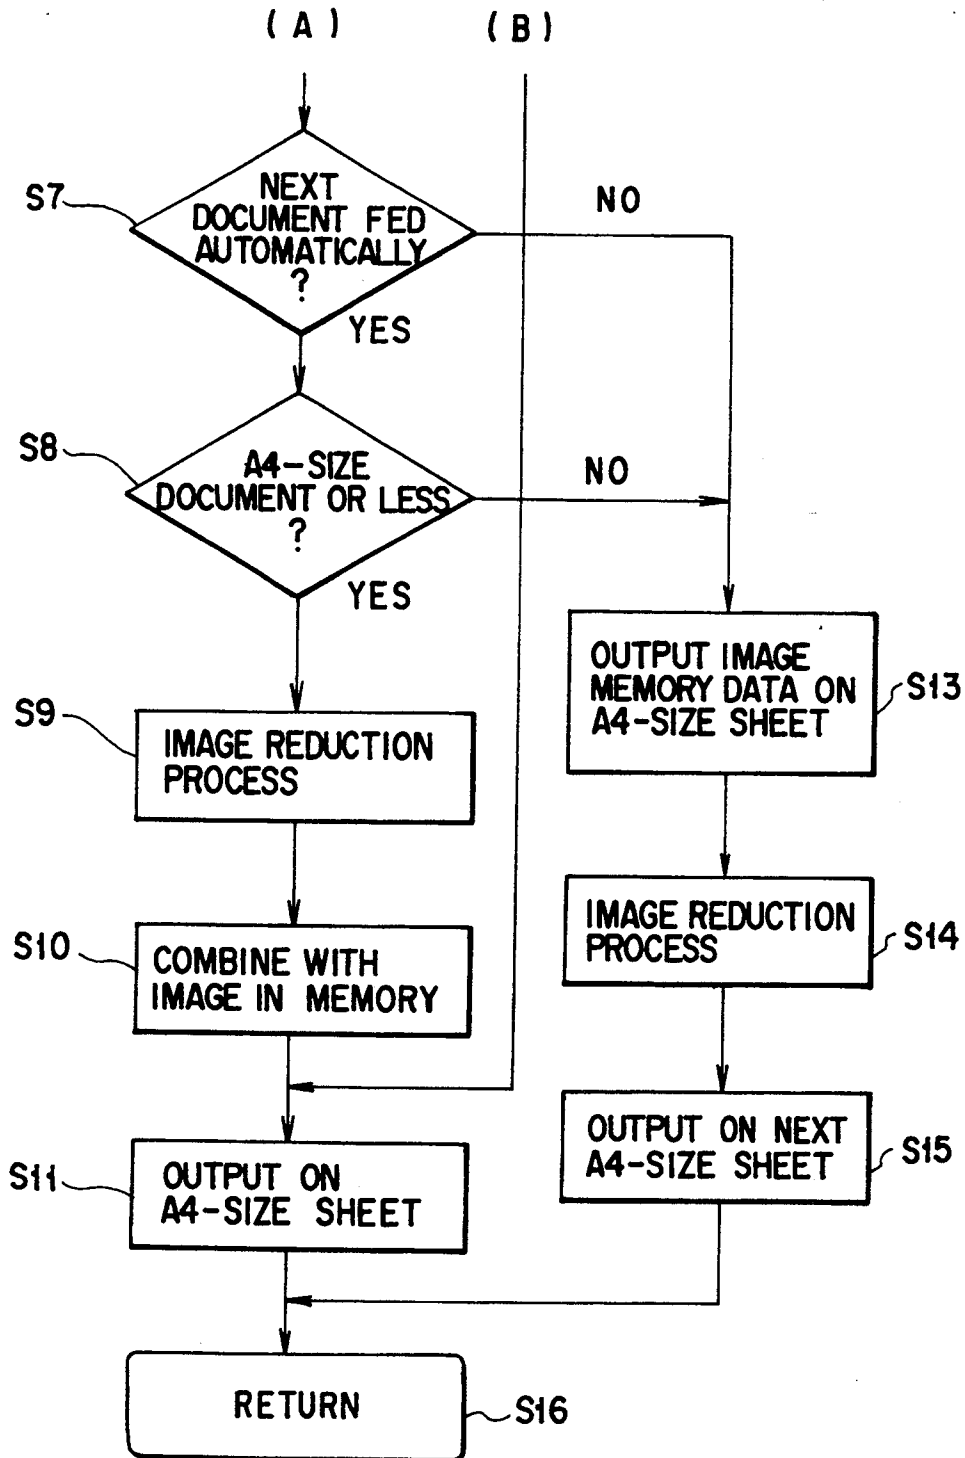 (A)
(B)
S7
NEXT
DOCUMENT FED
AUTOMATICALLY
?
NO
YES
S8
A4-SIZE
DOCUMENT OR LESS
?
NO
YES
S9
IMAGE REDUCTION
PROCESS
S10
COMBINE WITH
IMAGE IN MEMORY
S11
OUTPUT ON
A4-SIZE SHEET
OUTPUT IMAGE
MEMORY DATA ON
A4-SIZE SHEET
S13
IMAGE REDUCTION
PROCESS
S14
OUTPUT ON NEXT
A4-SIZE SHEET
S15
RETURN
S16